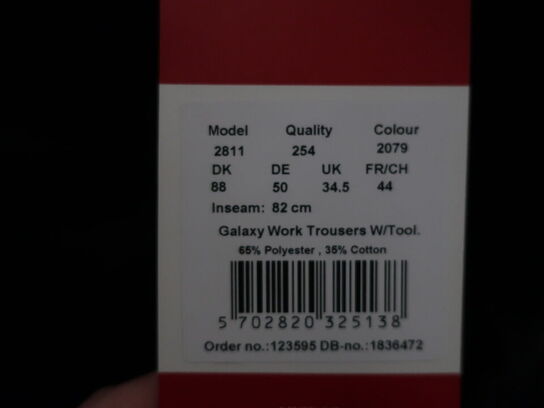 Model Quality Colour
2811 254 2079
DK DE UK FR/CH
88 50 34.5 44
Inseam: 82 cm
Galaxy Work Trousers W/Tool.
65% Polyester , 35% Cotton
5 702820 325138
Order no.:123595 DB-no.:1836472